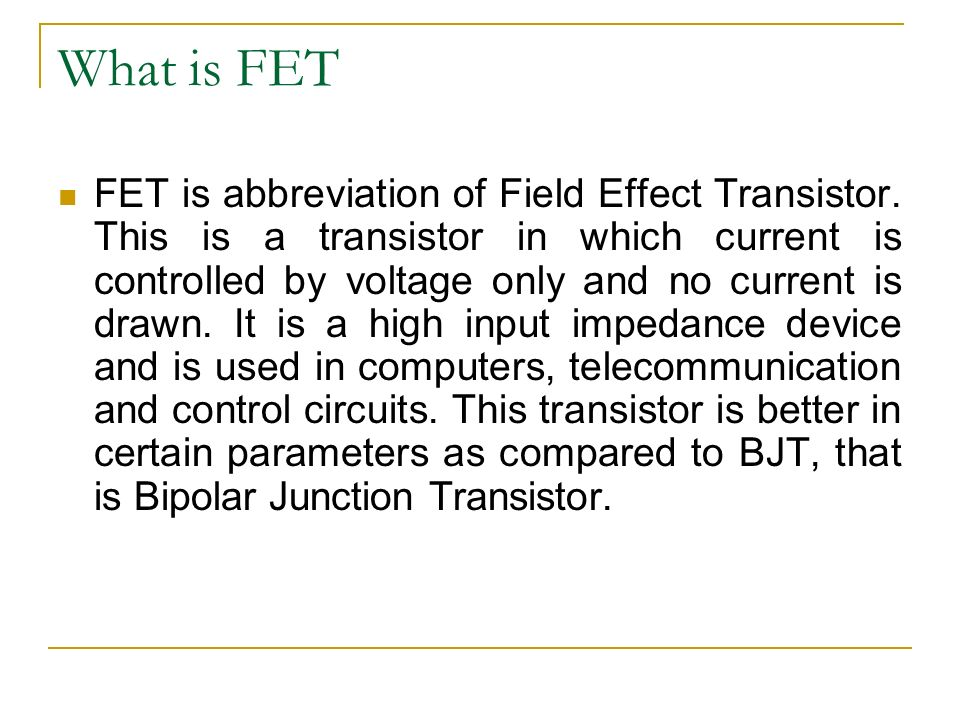 What is FET
FET is abbreviation of Field Effect Transistor.
This is a transistor in which current is
controlled by voltage only and no current is
drawn. It is a high input impedance device
and is used in computers, telecommunication
and control circuits. This transistor is better in
certain parameters as compared to BJT, that
is Bipolar Junction Transistor.